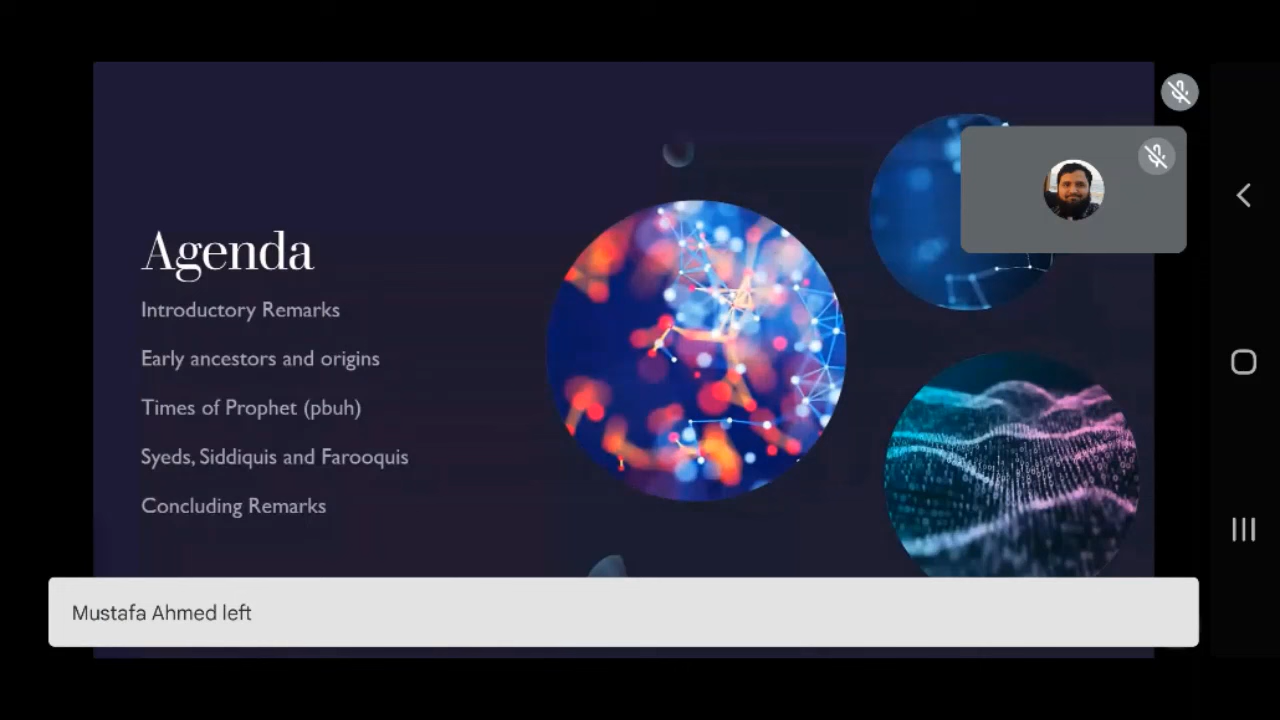 Agenda
Introductory Remarks
Early ancestors and origins
Times of Prophet (pbuh)
Syeds, Siddiquis and Farooquis
Concluding Remarks
Mustafa Ahmed left